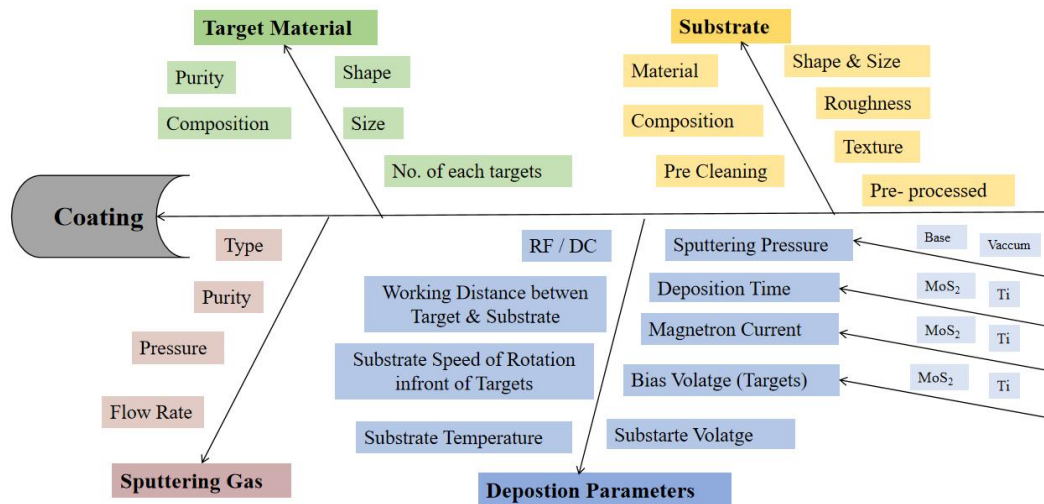 Target Material
Purity
Shape
Composition
Size
No. of each targets
Substrate
Material
Shape & Size
Composition
Roughness
Texture
Pre Cleaning
Pre- processed
Coating
Type
Purity
Pressure
Flow Rate
Sputtering Gas
RF / DC
Working Distance betwen
Target & Substrate
Substrate Speed of Rotation
infront of Targets
Substrate Temperature
Sputtering Pressure
Base
Vaccum
Deposition Time
MoS₂
Ti
Magnetron Current
MoS₂
Ti
Bias Volatge (Targets)
MoS₂
Ti
Substarte Volatge
Depostion Parameters